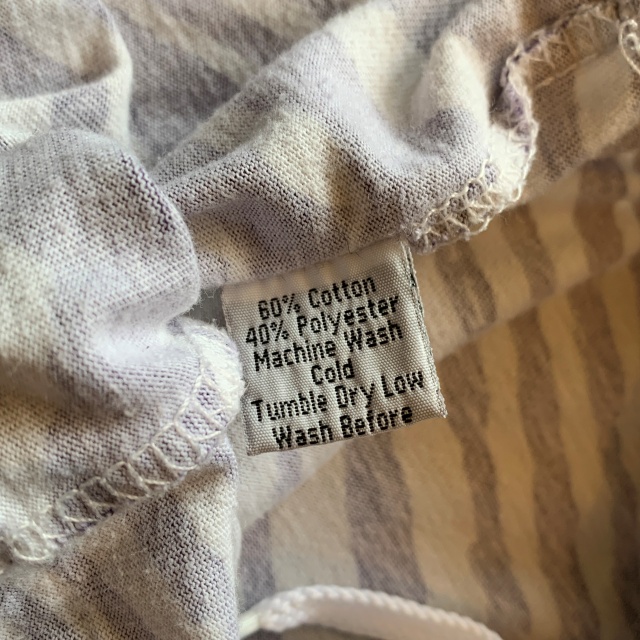 60% Cotton
40% Polyester
Machine Wash
Cold
Tumble Dry Low
Wash Before